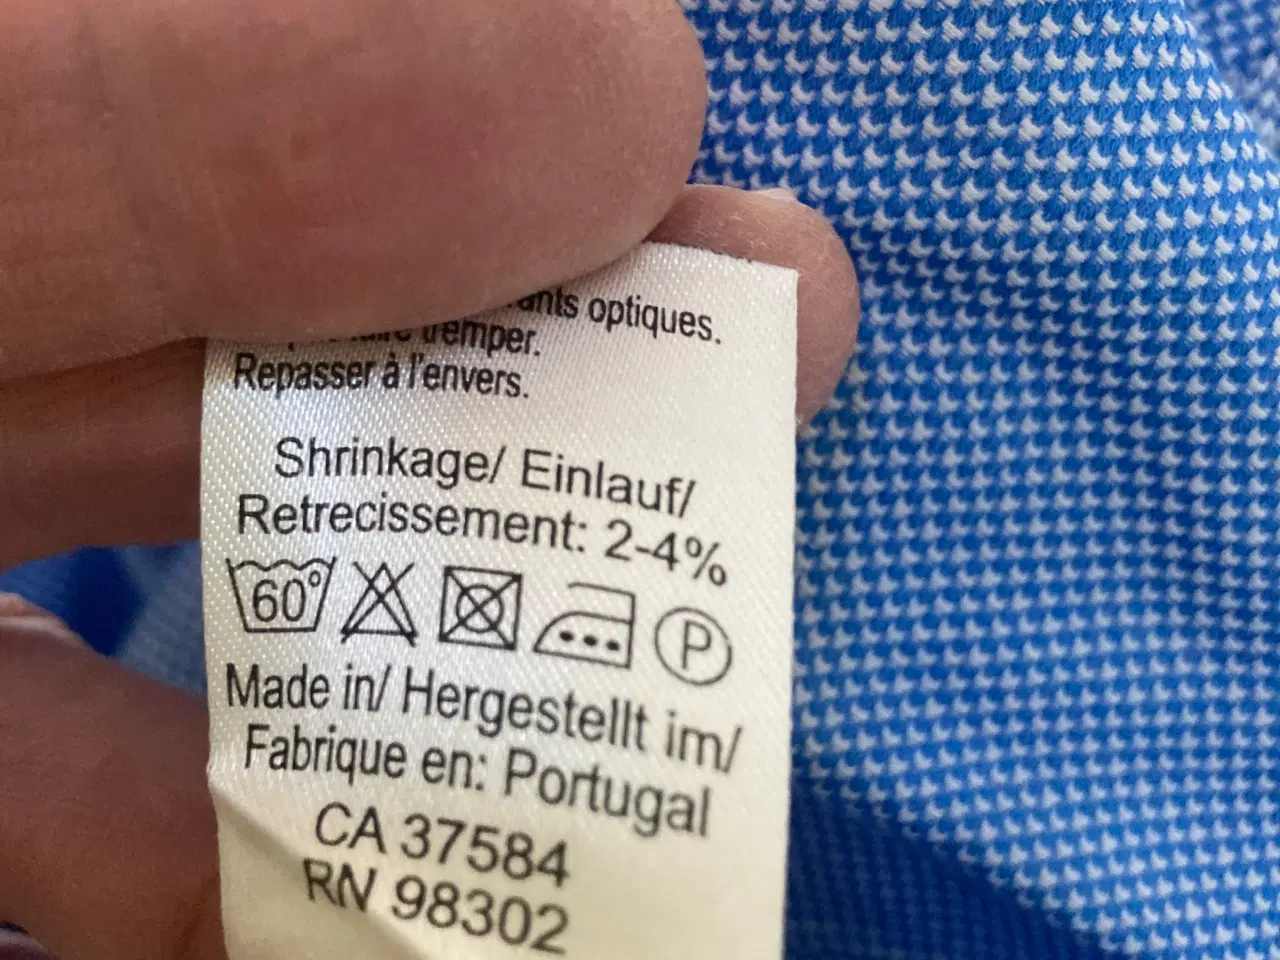 optiques.
tremper.
Repasser à l'envers.
Shrinkage/ Einlauf/
Retrecissement: 2-4%
60°
P
Made in/ Hergestellt im/
Fabrique en: Portugal
CA 37584
RN 98302